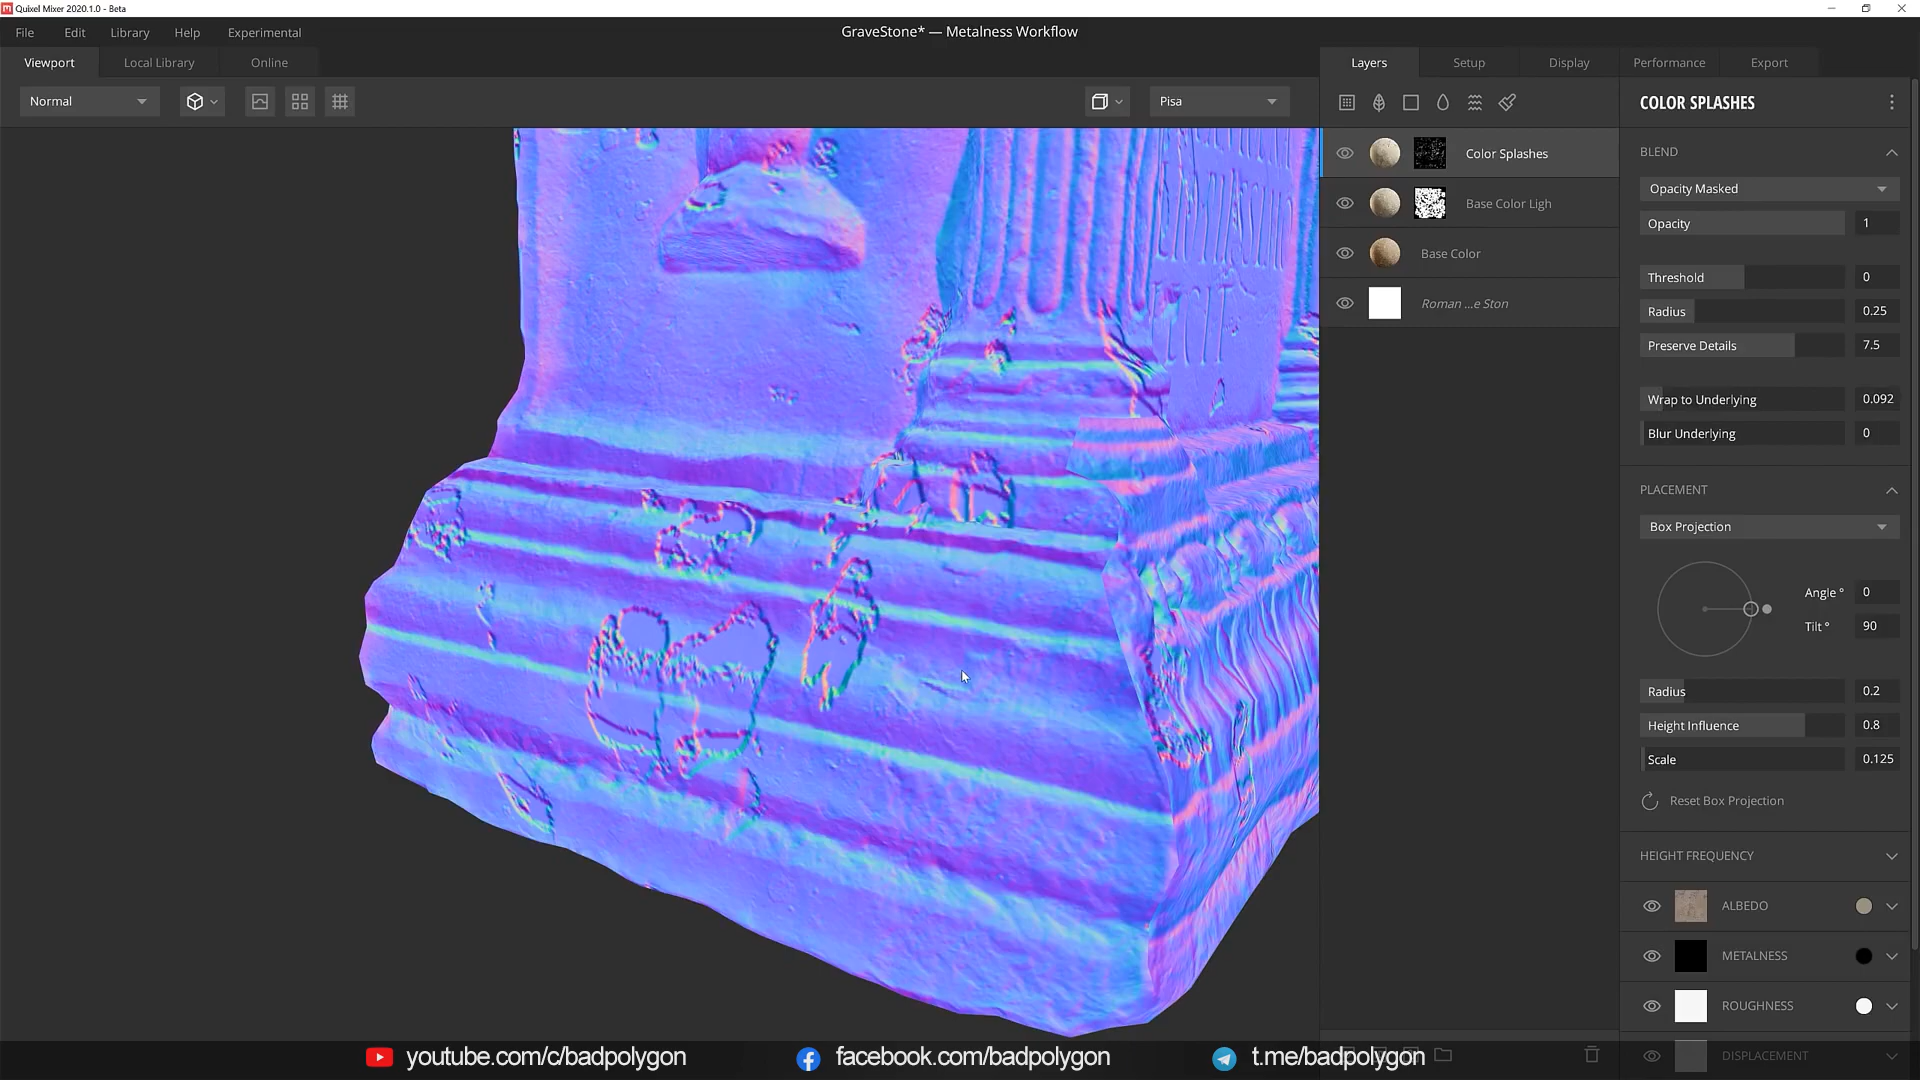 Quixel Mixer 2020.1.0 - Beta
File Edit Library Help Experimental
GraveStone* — Metalness Workflow
Viewport Local Library Online
Layers Setup Display Performance Export
Normal
Pisa
COLOR SPLASHES
BLEND
Opacity Masked
Opacity 1
Threshold 0
Radius 0.25
Preserve Details 7.5
Wrap to Underlying 0.092
Blur Underlying 0
Color Splashes
Base Color Ligh
Base Color
Roman ...e Ston
PLACEMENT
Box Projection
Angle ° 0
Tilt ° 90
Radius 0.2
Height Influence 0.8
Scale 0.125
Reset Box Projection
HEIGHT FREQUENCY
ALBEDO
METALNESS
ROUGHNESS
DISPLACEMENT
youtube.com/c/badpolygon facebook.com/badpolygon t.me/badpolygon